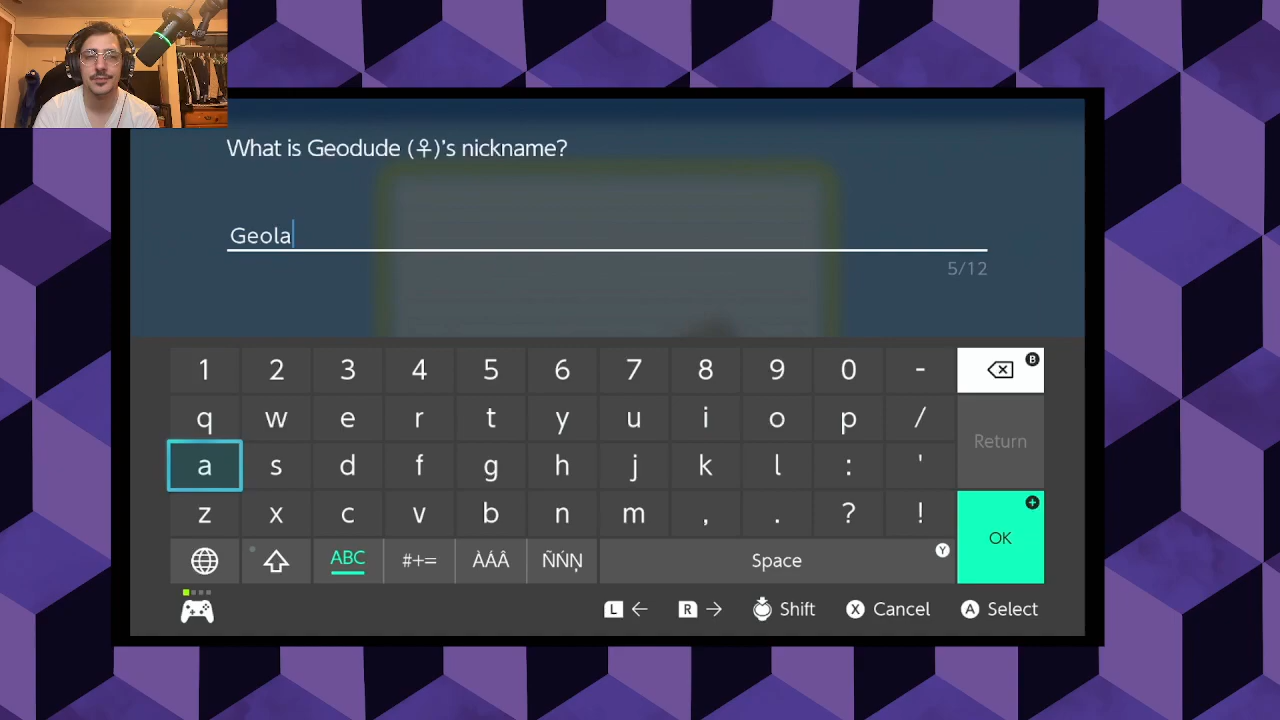 What is Geodude (♀)'s nickname?
Geola
5/12
1 2 3 4 5 6 7 8 9 0 - B
q w e r t y u i o p / Return
a s d f g h j k l : '
z x c v b n m , . ? ! OK +
ABC #+= ÀÁÂ ÑŃŅ Space Y
L ← R → Shift X Cancel A Select